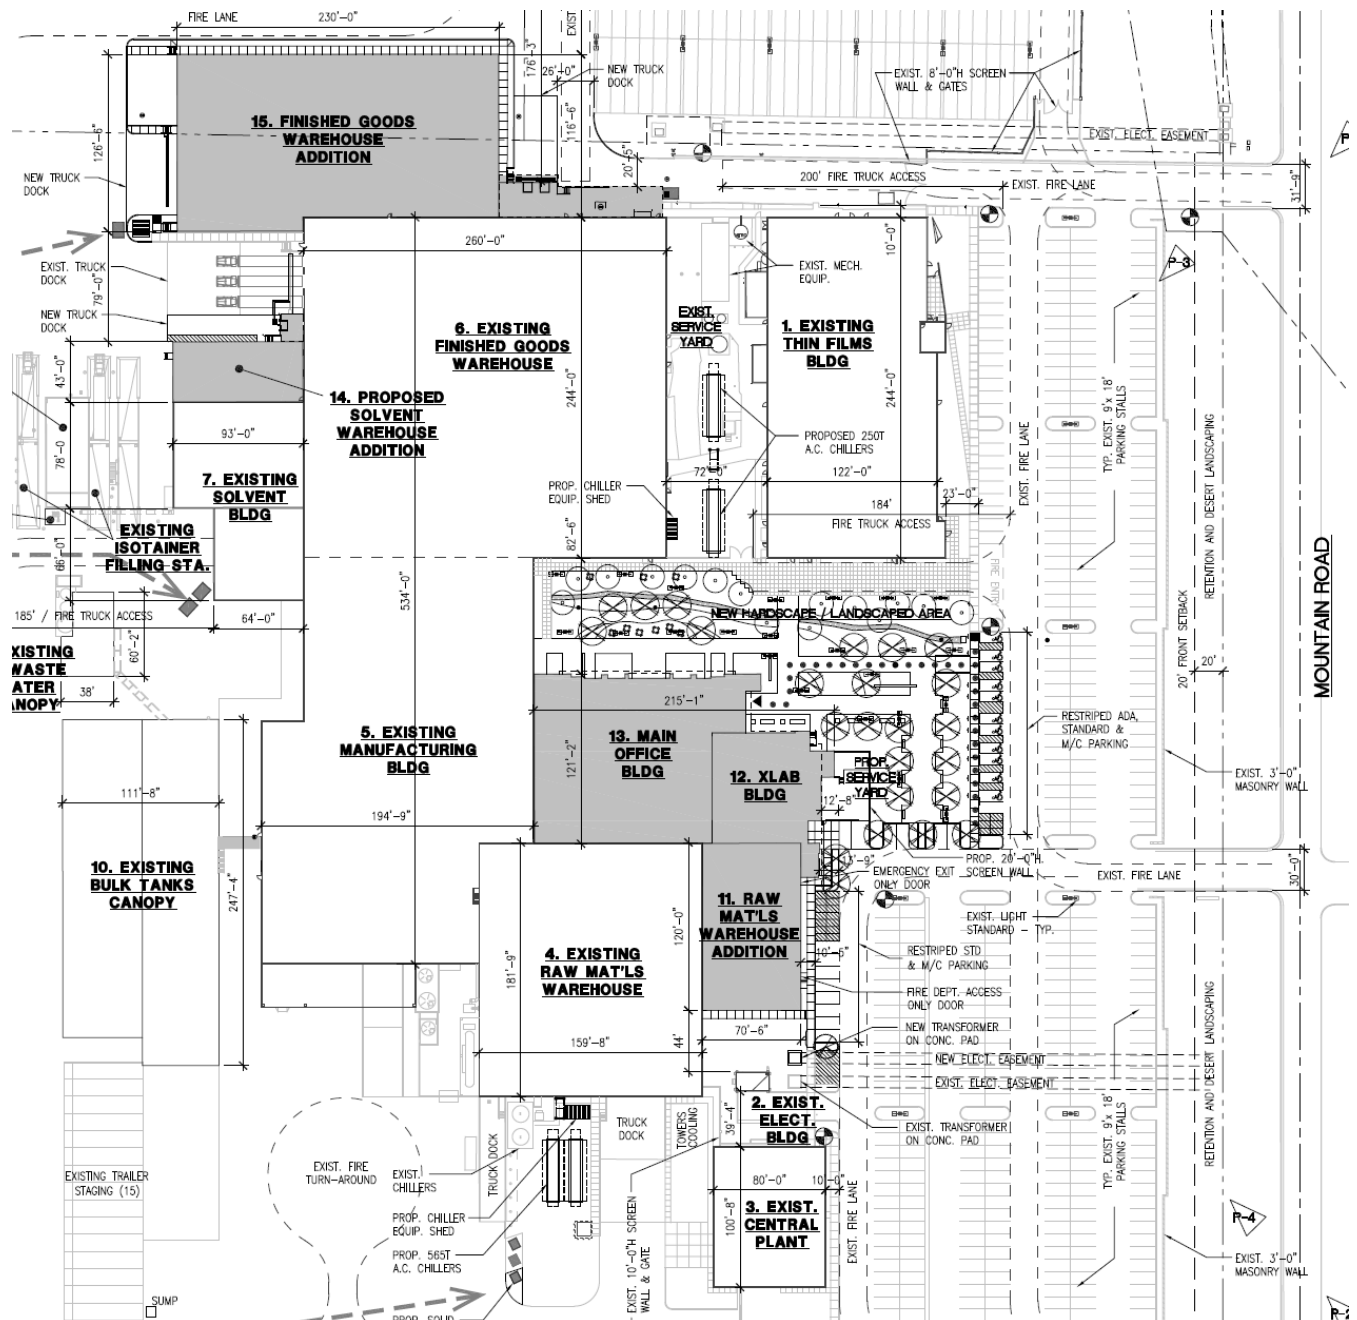 FIRE LANE
230'-0"
EXIST
176'-3"
26'-0"
NEW TRUCK
DOCK
116'-6"
EXIST. 8'-0"H SCREEN
WALL & GATES
15. FINISHED GOODS
WAREHOUSE
ADDITION
126'-6"
EXIST. ELECT. EASEMENT
20'-5"
NEW TRUCK
DOCK
200' FIRE TRUCK ACCESS
EXIST. FIRE LANE
31'-9"
260'-0"
10'-0"
EXIST. TRUCK
DOCK
79'-0"
EXIST. MECH.
EQUIP.
P-3
NEW TRUCK
DOCK
6. EXISTING
FINISHED GOODS
WAREHOUSE
EXIST.
SERVICE
YARD
1. EXISTING
THIN FILMS
BLDG
43'-0"
244'-0"
244'-0"
14. PROPOSED
SOLVENT
WAREHOUSE
ADDITION
TYP. EXIST. 9'x 18'
PARKING STALLS
RETENTION AND DESERT LANDSCAPING
93'-0"
PROPOSED 250T
A.C. CHILLERS
EXIST. FIRE LANE
78'-0
7. EXISTING
SOLVENT
BLDG
72'-0"
122'-0"
PROP. CHILLER
EQUIP. SHED
23'-0"
184'
FIRE TRUCK ACCESS
EXISTING
ISOTAINER
FILLING STA.
82'-6"
66'-0"
534'-0"
MOUNTAIN ROAD
185' / FIRE TRUCK ACCESS
64'-0"
NEW HARDSCAPE / LANDSCAPED AREA
20' FRONT SETBACK
20'
XISTING
WASTE
ATER
ANOPY
60'-2"
38'
215'-1"
RESTRIPED ADA,
STANDARD &
M/C PARKING
5. EXISTING
MANUFACTURING
BLDG
13. MAIN
OFFICE
BLDG
121'-2"
12. XLAB
BLDG
PROP.
SERVICE
YARD
EXIST. 3'-0"
MASONRY WALL
111'-8"
194'-9"
12'-8"
10. EXISTING
BULK TANKS
CANOPY
247'-4"
13'-9"
EMERGENCY EXIT
ONLY DOOR
PROP. 20'-0"H.
SCREEN WALL
EXIST. FIRE LANE
30'-0"
11. RAW
MAT'LS
WAREHOUSE
ADDITION
120'-0"
EXIST. LIGHT
STANDARD - TYP.
4. EXISTING
RAW MAT'LS
WAREHOUSE
181'-9"
RESTRIPED STD
& M/C PARKING
FIRE DEPT. ACCESS
ONLY DOOR
159'-8"
44'
70'-6"
NEW TRANSFORMER
ON CONC. PAD
NEW ELECT. EASEMENT
EXIST. ELECT. EASEMENT
RETENTION AND DESERT LANDSCAPING
2. EXIST.
ELECT.
BLDG
39'-4"
EXIST. TRANSFORMER
ON CONC. PAD
TYP. EXIST. 9'x 18'
PARKING STALLS
TRUCK
DOCK
TOWERS
COOLING
TRUCK DOCK
EXISTING TRAILER
STAGING (15)
EXIST. FIRE
TURN-AROUND
EXIST.
CHILLERS
80'-0"
10'-0"
3. EXIST.
CENTRAL
PLANT
100'-8"
EXIST. FIRE LANE
PROP. CHILLER
EQUIP. SHED
P-4
PROP. 565T
A.C. CHILLERS
EXIST. 10'-0"H SCREEN
WALL & GATE
EXIST. 3'-0"
MASONRY WALL
SUMP
PROP. SOLID